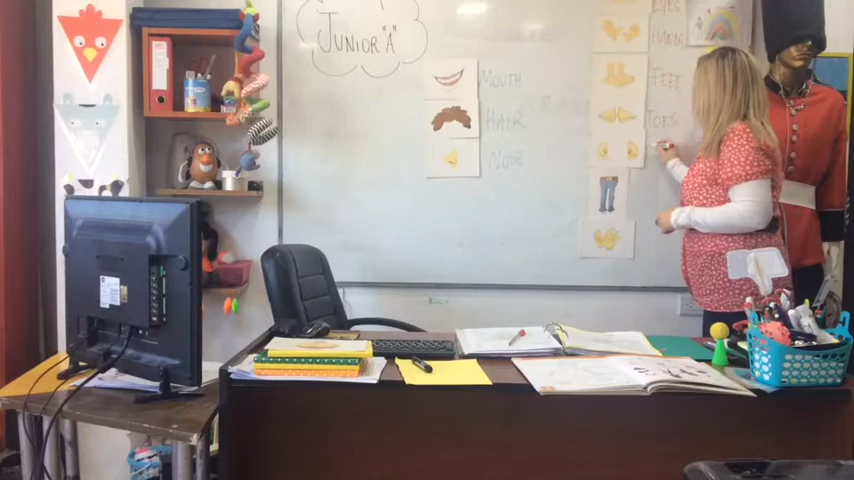 JUNIOR "A"
MOUTH
HAIR
NOSE
EYES
HANDS
FEET
TOES